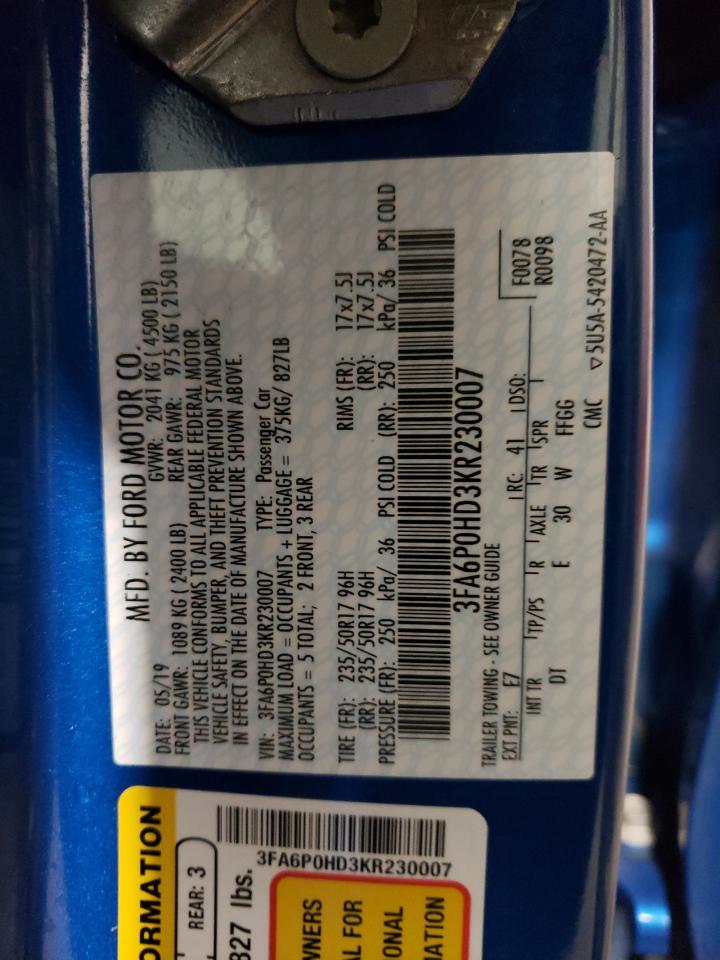 MFD. BY FORD MOTOR CO.
DATE: 05/19 GVWR: 2041 KG ( 4500 LB)
FRONT GAWR: 1089 KG ( 2400 LB) REAR GAWR: 975 KG ( 2150 LB)
THIS VEHICLE CONFORMS TO ALL APPLICABLE FEDERAL MOTOR
VEHICLE SAFETY, BUMPER, AND THEFT PREVENTION STANDARDS
IN EFFECT ON THE DATE OF MANUFACTURE SHOWN ABOVE.
VIN: 3FA6P0HD3KR230007 TYPE: Passenger Car
MAXIMUM LOAD = OCCUPANTS + LUGGAGE = 375KG/ 827LB
OCCUPANTS = 5 TOTAL; 2 FRONT, 3 REAR
TIRE (FR): 235/50R17 96H RIMS (FR): 17x7.5J
(RR): 235/50R17 96H (RR): 17x7.5J
PRESSURE (FR): 250 kPa/ 36 PSI COLD (RR): 250 kPa/ 36 PSI COLD
3FA6P0HD3KR230007
TRAILER TOWING - SEE OWNER GUIDE
EXT PNT: E7 RC: 41 DSO: F0078
R0098
INT TR TP/PS R AXLE TR SPR
DT E 30 W FFGG
CMC ▽5U5A-5420472-AA
ORMATION
REAR: 3
827 lbs.
3FA6P0HD3KR230007
WNERS
AL FOR
IONAL
MATION